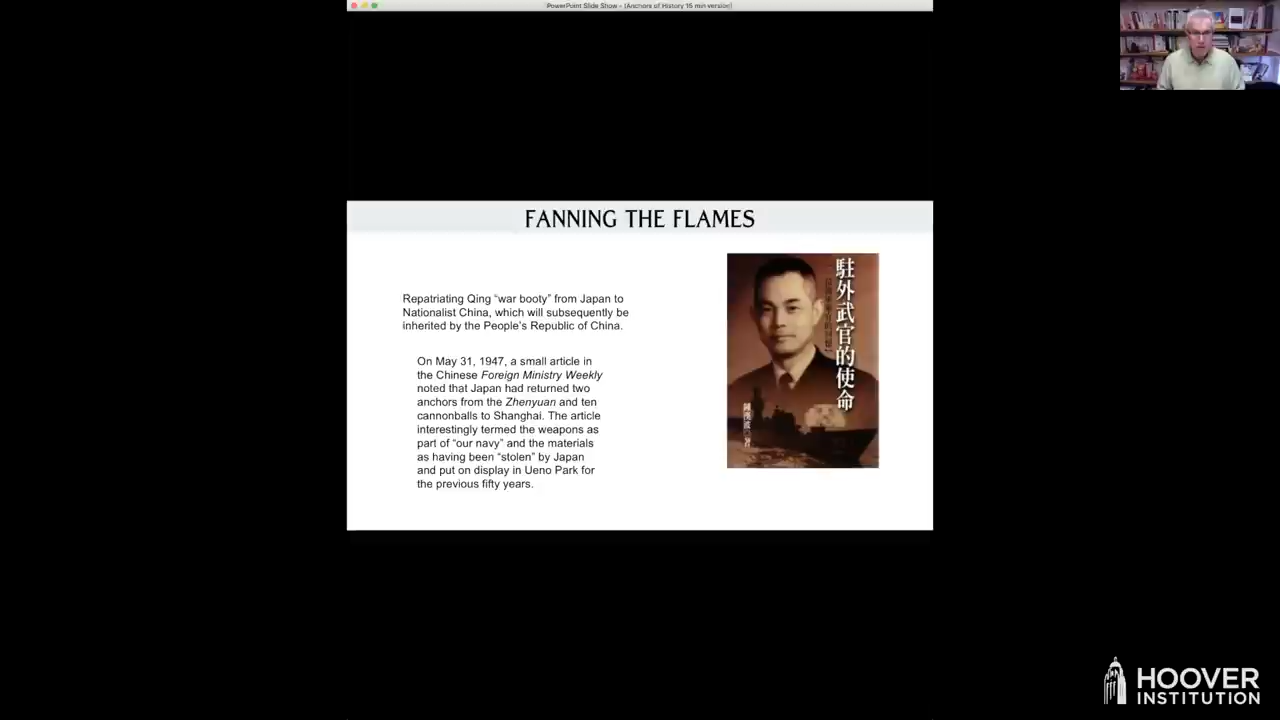 PowerPoint Slide Show - [Anchors of History 15 min version]
FANNING THE FLAMES
Repatriating Qing “war booty” from Japan to
Nationalist China, which will subsequently be
inherited by the People’s Republic of China.
On May 31, 1947, a small article in
the Chinese Foreign Ministry Weekly
noted that Japan had returned two
anchors from the Zhenyuan and ten
cannonballs to Shanghai. The article
interestingly termed the weapons as
part of “our navy” and the materials
as having been “stolen” by Japan
and put on display in Ueno Park for
the previous fifty years.
駐外武官的使命
HOOVER
INSTITUTION